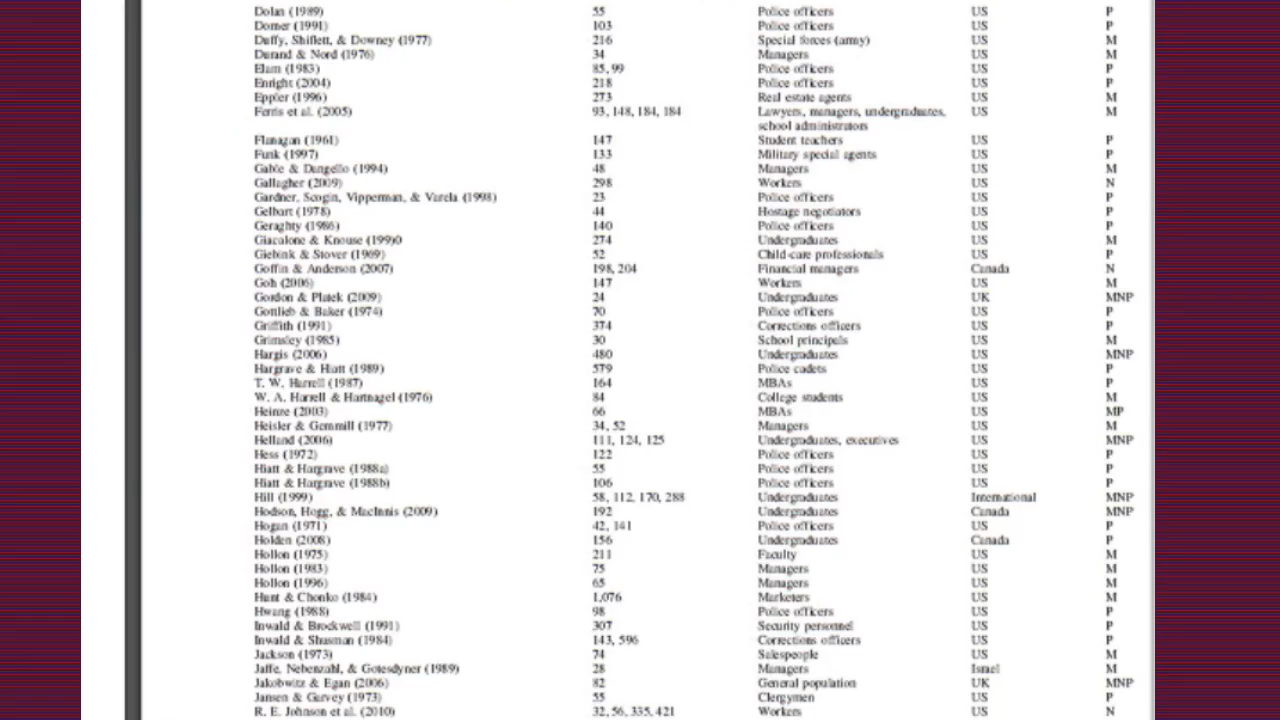 Dolan (1989) 55 Police officers US P
Dorner (1991) 103 Police officers US P
Duffy, Shiflett, & Downey (1977) 216 Special forces (army) US M
Durand & Nord (1976) 34 Managers US M
Elam (1983) 85, 99 Police officers US P
Enright (2004) 218 Police officers US P
Eppler (1996) 273 Real estate agents US M
Ferris et al. (2005) 93, 148, 184, 184 Lawyers, managers, undergraduates, US M
school administrators
Flanagan (1961) 147 Student teachers US P
Funk (1997) 133 Military special agents US P
Gable & Dangello (1994) 48 Managers US M
Gallagher (2009) 298 Workers US N
Gardner, Scogin, Vipperman, & Varela (1998) 23 Police officers US P
Gelbart (1978) 44 Hostage negotiators US P
Geraghty (1986) 140 Police officers US P
Giacalone & Knouse (199)0 274 Undergraduates US M
Giebink & Stover (1969) 52 Child-care professionals US P
Goffin & Anderson (2007) 198, 204 Financial managers Canada N
Goh (2006) 147 Workers US M
Gordon & Platek (2009) 24 Undergraduates UK MNP
Gottlieb & Baker (1974) 70 Police officers US P
Griffith (1991) 374 Corrections officers US P
Grimsley (1985) 30 School principals US M
Hargis (2006) 480 Undergraduates US MNP
Hargrave & Hiatt (1989) 579 Police cadets US P
T. W. Harrell (1987) 164 MBAs US P
W. A. Harrell & Hartnagel (1976) 84 College students US M
Heinze (2003) 66 MBAs US MP
Heisler & Gemmill (1977) 34, 52 Managers US M
Helland (2006) 111, 124, 125 Undergraduates, executives US MNP
Hess (1972) 122 Police officers US P
Hiatt & Hargrave (1988a) 55 Police officers US P
Hiatt & Hargrave (1988b) 106 Police officers US P
Hill (1999) 58, 112, 170, 288 Undergraduates International MNP
Hodson, Hogg, & MacInnis (2009) 192 Undergraduates Canada MNP
Hogan (1971) 42, 141 Police officers US P
Holden (2008) 156 Undergraduates Canada P
Hollon (1975) 211 Faculty US M
Hollon (1983) 75 Managers US M
Hollon (1996) 65 Managers US M
Hunt & Chonko (1984) 1,076 Marketers US M
Hwang (1988) 98 Police officers US P
Inwald & Brockwell (1991) 307 Security personnel US P
Inwald & Shusman (1984) 143, 596 Corrections officers US P
Jackson (1973) 74 Salespeople US M
Jaffe, Nebenzahl, & Gotesdyner (1989) 28 Managers Israel M
Jakobwitz & Egan (2006) 82 General population UK MNP
Jansen & Garvey (1973) 55 Clergymen US P
R. E. Johnson et al. (2010) 32, 56, 335, 421 Workers US N